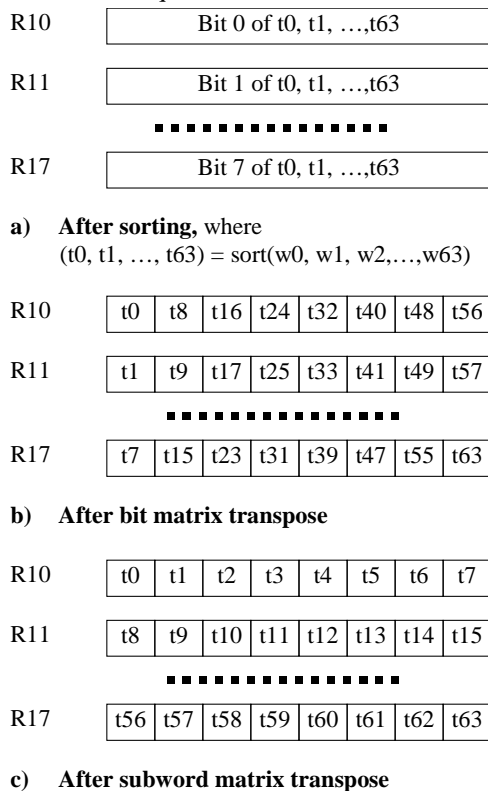 R10 Bit 0 of t0, t1, …,t63
R11 Bit 1 of t0, t1, …,t63
R17 Bit 7 of t0, t1, …,t63
a) After sorting, where
(t0, t1, …, t63) = sort(w0, w1, w2,…,w63)
R10 t0 t8 t16 t24 t32 t40 t48 t56
R11 t1 t9 t17 t25 t33 t41 t49 t57
R17 t7 t15 t23 t31 t39 t47 t55 t63
b) After bit matrix transpose
R10 t0 t1 t2 t3 t4 t5 t6 t7
R11 t8 t9 t10 t11 t12 t13 t14 t15
R17 t56 t57 t58 t59 t60 t61 t62 t63
c) After subword matrix transpose